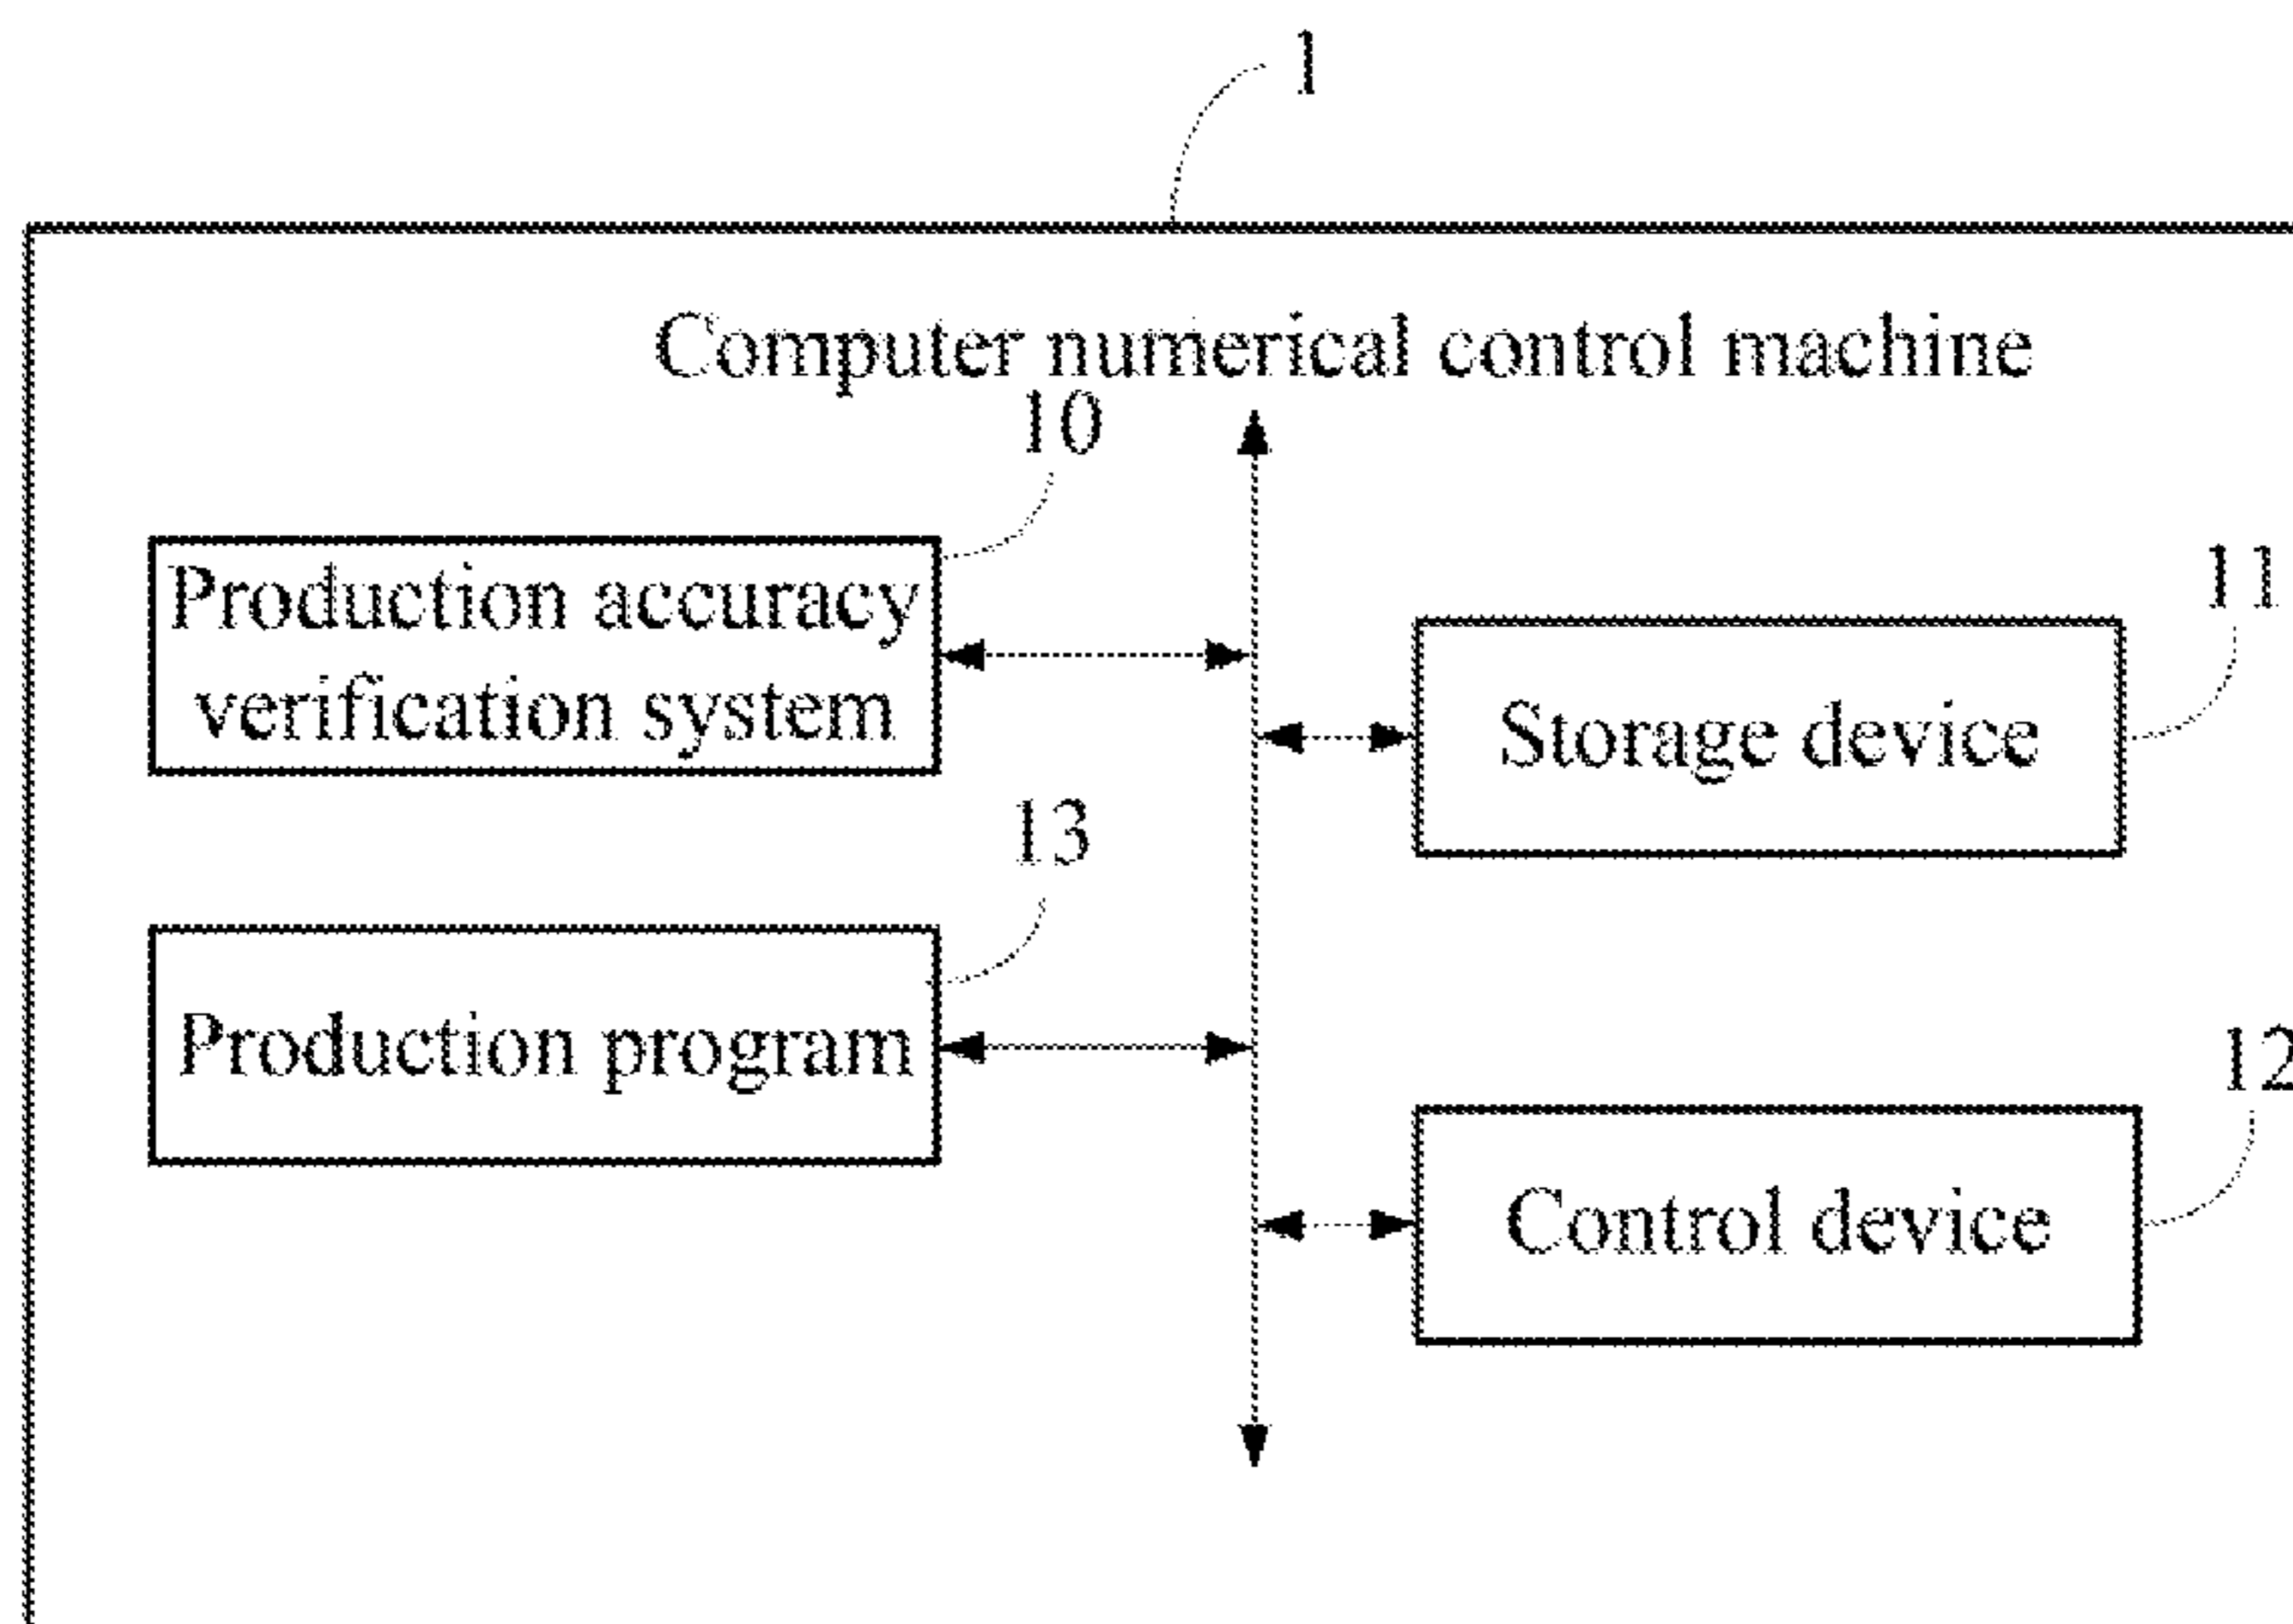 1
Computer numerical control machine
10
Production accuracy
verification system
11
Storage device
13
Production program
12
Control device